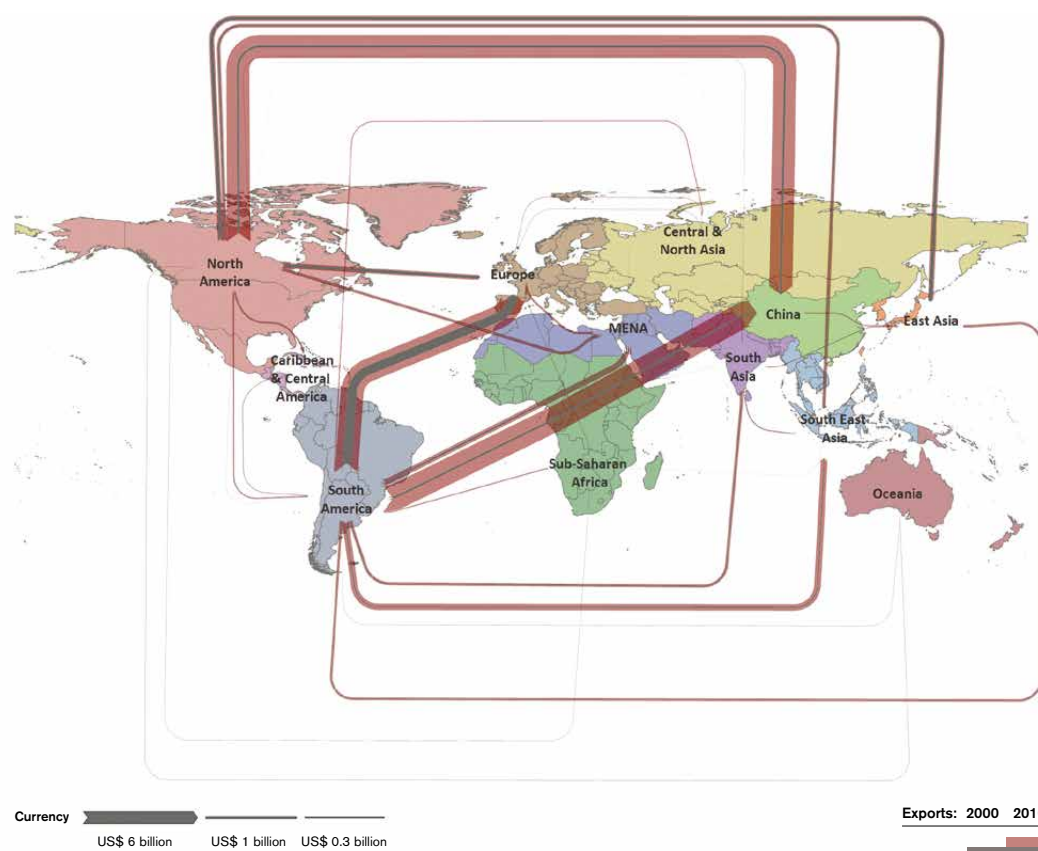 Central &
North Asia
North
America
Europe
China
East Asia
MENA
South
Asia
Caribbean
& Central
America
South East
Asia
Sub-Saharan
Africa
South
America
Oceania
Currency
US$ 6 billion US$ 1 billion US$ 0.3 billion
Exports: 2000 201